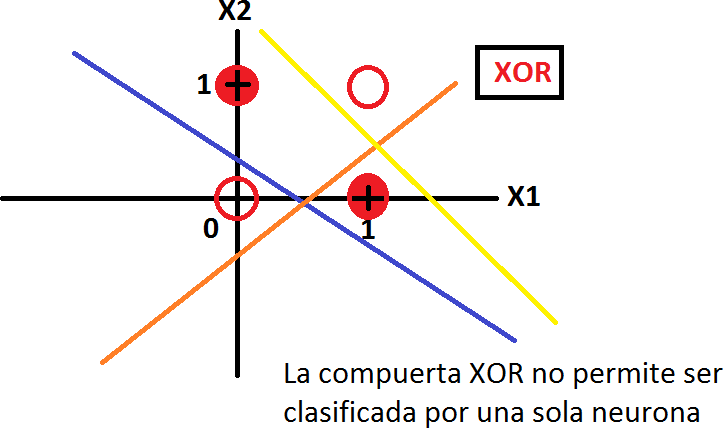 X2
XOR
1
X1
0
1
La compuerta XOR no permite ser
clasificada por una sola neurona